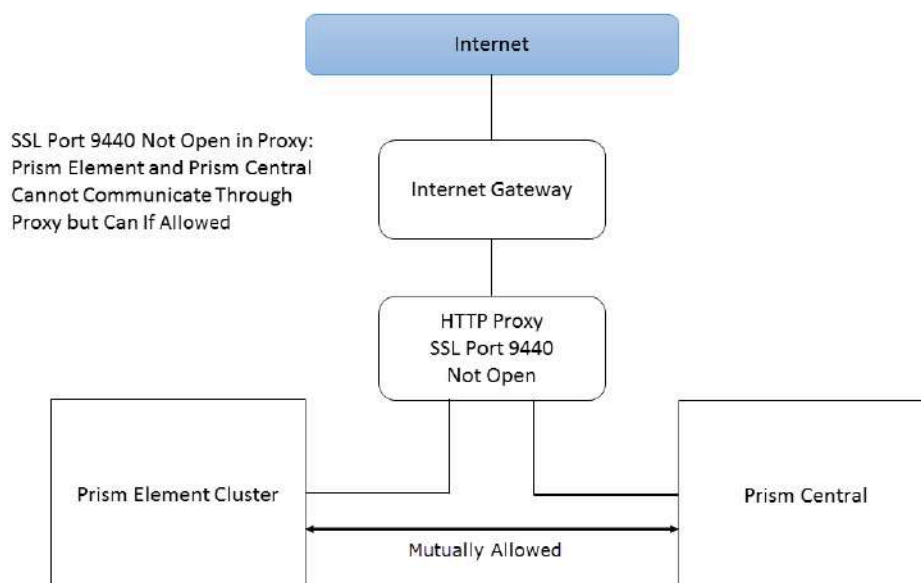 Internet
SSL Port 9440 Not Open in Proxy:
Prism Element and Prism Central
Cannot Communicate Through
Proxy but Can If Allowed
Internet Gateway
HTTP Proxy
SSL Port 9440
Not Open
Prism Element Cluster
Prism Central
Mutually Allowed